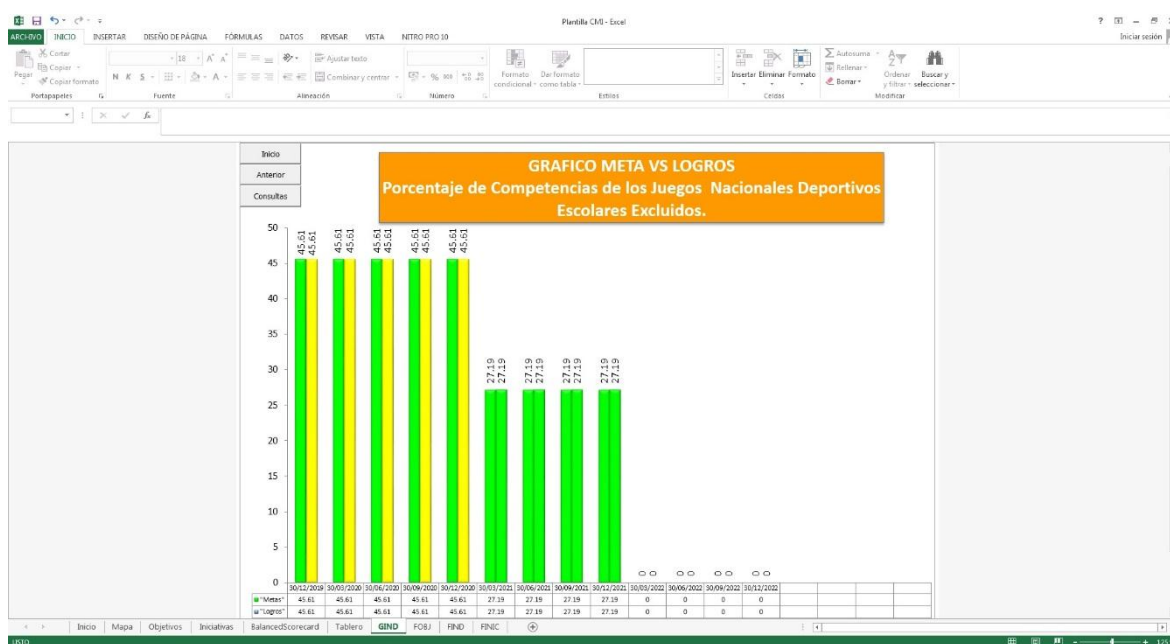 Plantilla CMI - Excel
ARCHIVO INICIO INSERTAR DISEÑO DE PÁGINA FÓRMULAS DATOS REVISAR VISTA NITRO PRO 10 Iniciar sesión
Pegar
Cortar
Copiar
Copiar formato
Portapapeles
18
N K S
Fuente
Ajustar texto
Combinar y centrar
Alineación
% 000
Número
Formato condicional
Dar formato como tabla
Estilos
Insertar Eliminar Formato
Celdas
Autosuma
Rellenar
Borrar
Ordenar y filtrar
Buscar y seleccionar
Modificar
Inicio
Anterior
Consultas
GRAFICO META VS LOGROS
Porcentaje de Competencias de los Juegos Nacionales Deportivos
Escolares Excluidos.
50
45
40
35
30
25
20
15
10
5
0
45.61 45.61 45.61 45.61 45.61 45.61 45.61 45.61 45.61 45.61
27.19 27.19 27.19 27.19 27.19 27.19 27.19 27.19
0 0 0 0 0 0 0 0
30/12/2019 30/03/2020 30/06/2020 30/09/2020 30/12/2020 30/03/2021 30/06/2021 30/09/2021 30/12/2021 30/03/2022 30/06/2022 30/09/2022 30/12/2022
"Metas" 45.61 45.61 45.61 45.61 45.61 27.19 27.19 27.19 27.19 0 0 0 0
"Logros" 45.61 45.61 45.61 45.61 45.61 27.19 27.19 27.19 27.19 0 0 0 0
Inicio Mapa Objetivos Iniciativas BalancedScorecard Tablero GIND FOBJ FIND FINIC
LISTO